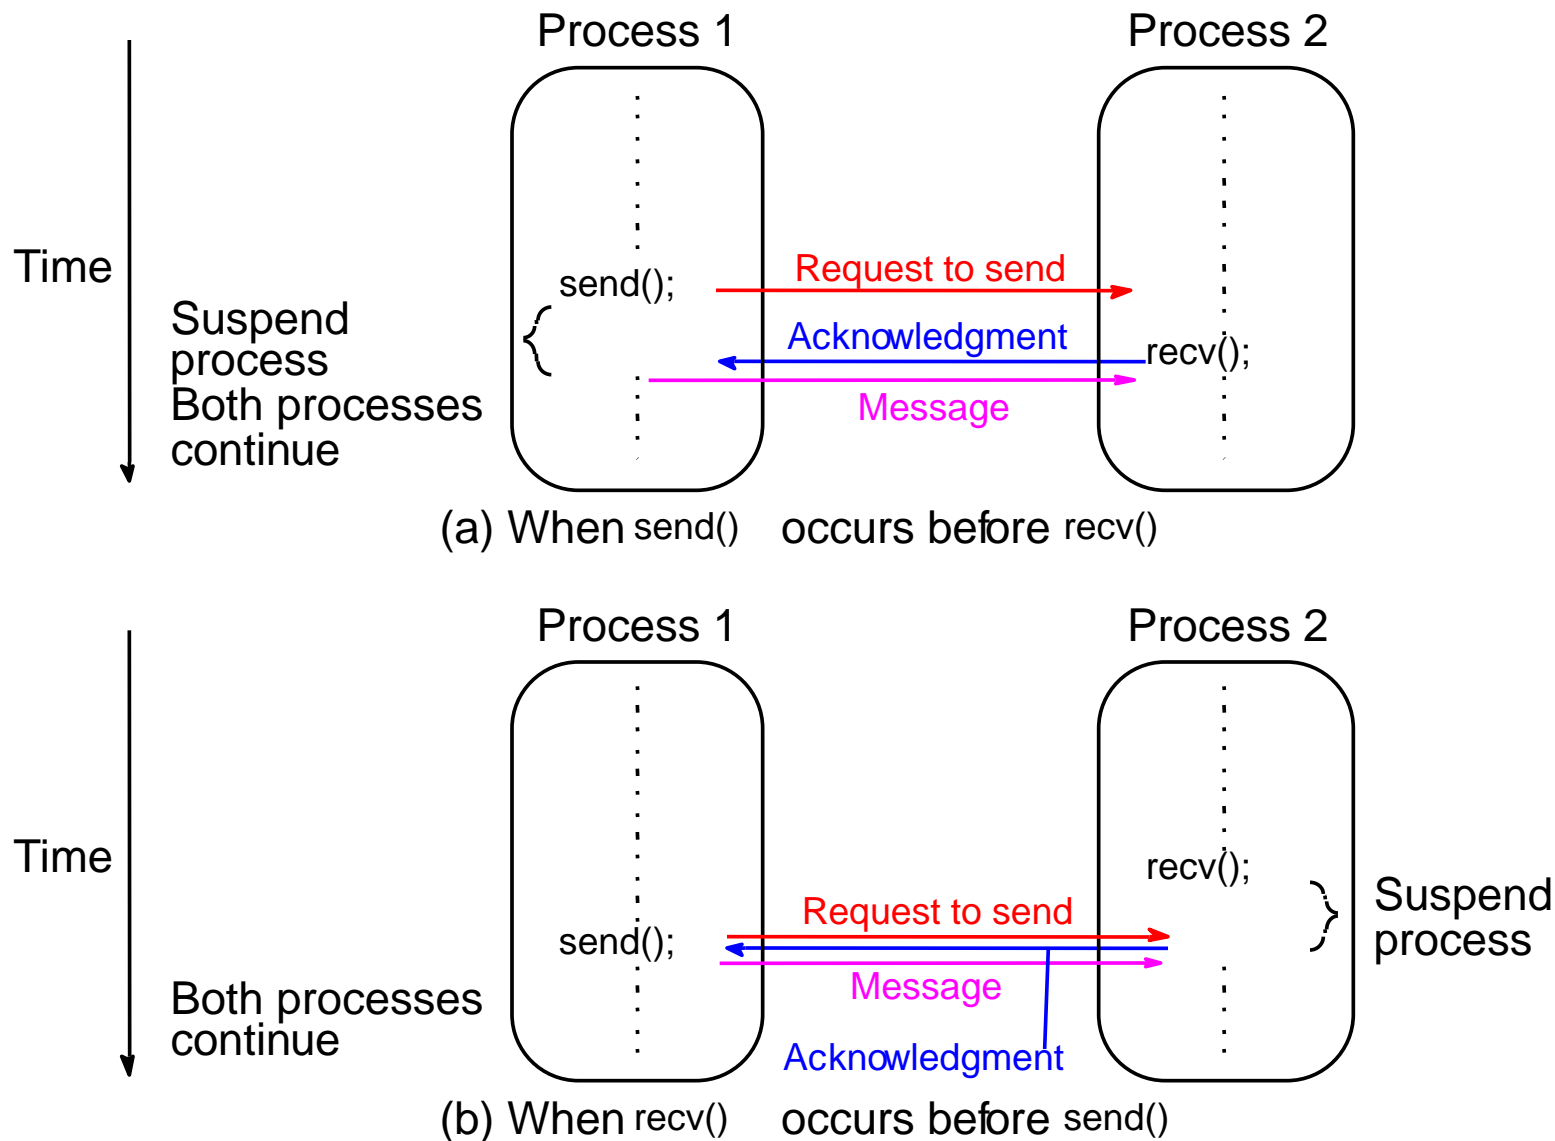 Process 1
Process 2
Time
send();
Request to send
Suspend
process
Acknowledgment
recv();
Both processes
continue
Message
(a) When send() occurs before recv()
Process 1
Process 2
Time
recv();
Suspend
process
send();
Request to send
Message
Both processes
continue
Acknowledgment
(b) When recv() occurs before send()